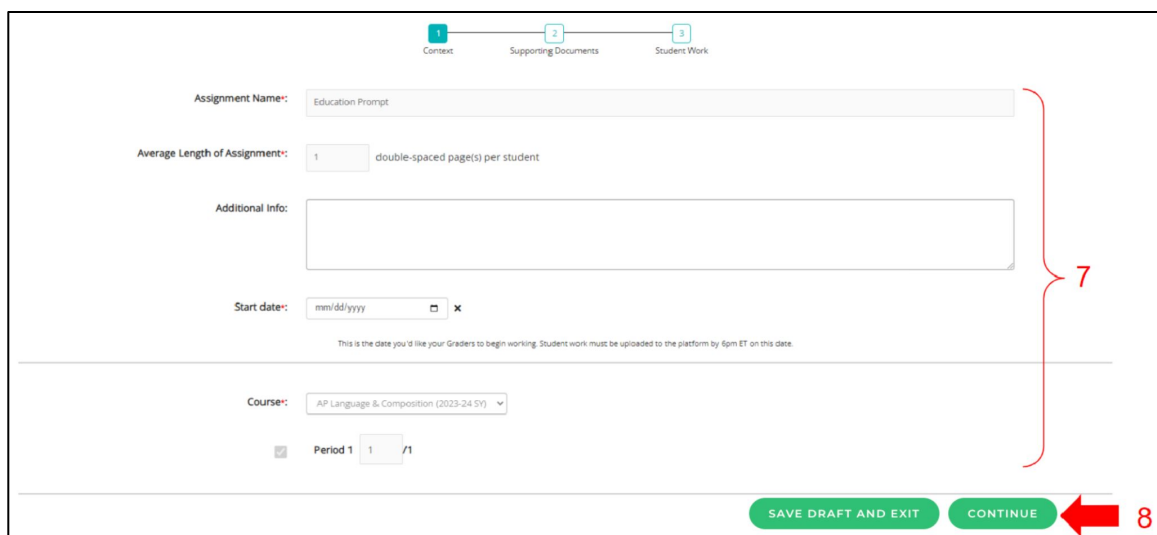 1 2 3
Context Supporting Documents Student Work
Assignment Name*: Education Prompt
Average Length of Assignment*: 1 double-spaced page(s) per student
Additional Info:
7
Start date*: mm/dd/yyyy ×
This is the date you'd like your Graders to begin working. Student work must be uploaded to the platform by 6pm ET on this date.
Course*: AP Language & Composition (2023-24 SY)
Period 1 1 /1
SAVE DRAFT AND EXIT CONTINUE 8